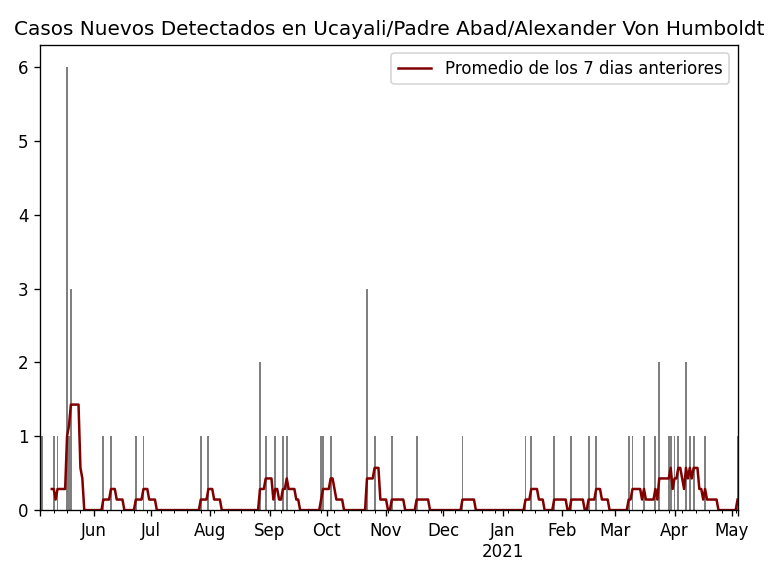 Casos Nuevos Detectados en Ucayali/Padre Abad/Alexander Von Humboldt
Promedio de los 7 dias anteriores
6
5
4
3
2
1
0
Jun Jul Aug Sep Oct Nov Dec Jan Feb Mar Apr May
2021